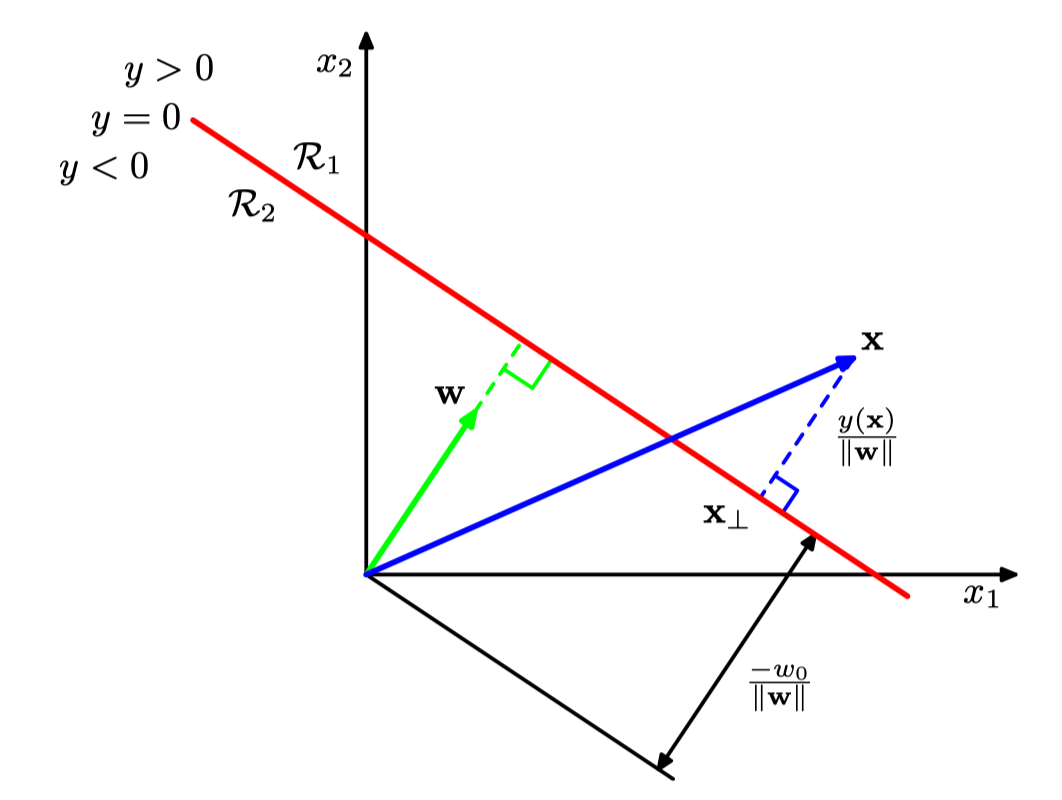 y > 0
x₂
y = 0
y < 0
ℛ₁
ℛ₂
x
w
y(x)
‖w‖
x⊥
x₁
−w₀
‖w‖